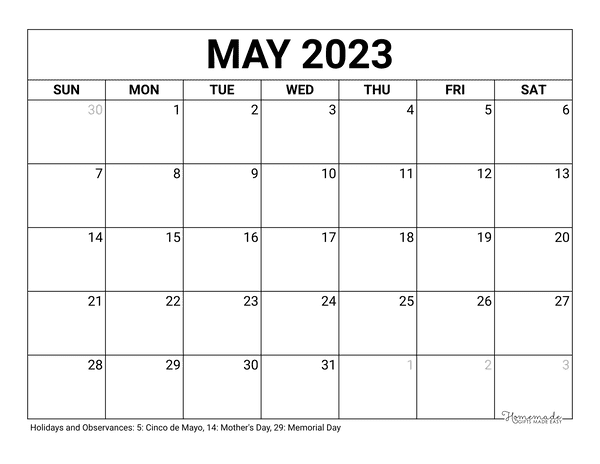 MAY 2023
SUN MON TUE WED THU FRI SAT
30 1 2 3 4 5 6
7 8 9 10 11 12 13
14 15 16 17 18 19 20
21 22 23 24 25 26 27
28 29 30 31 1 2 3
Homemade
GIFTS MADE EASY
Holidays and Observances: 5: Cinco de Mayo, 14: Mother's Day, 29: Memorial Day